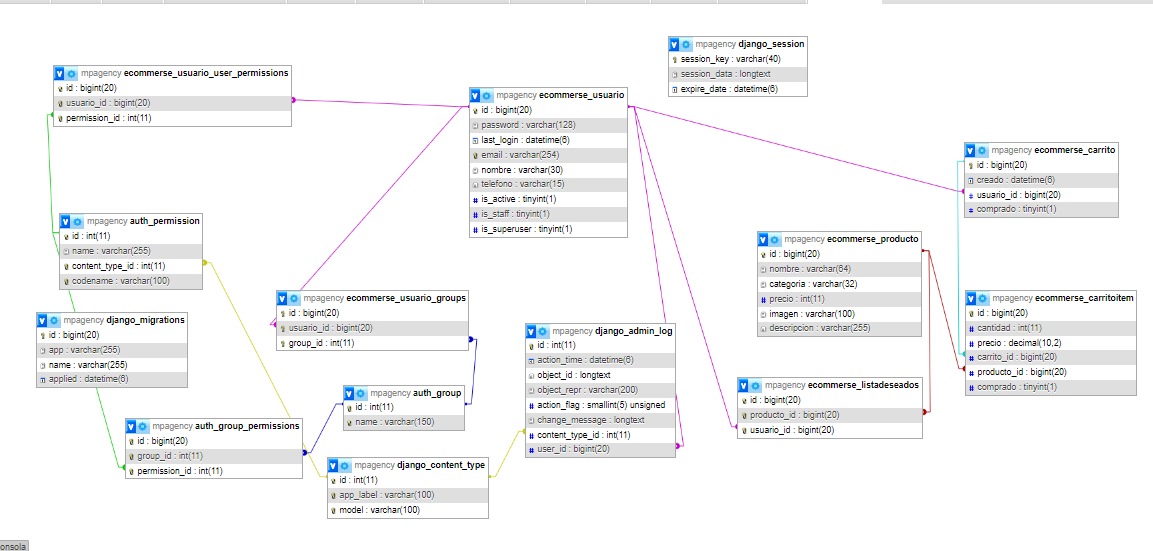 mpagency django_session
session_key : varchar(40)
session_data : longtext
expire_date : datetime(6)
mpagency ecommerse_usuario_user_permissions
id : bigint(20)
usuario_id : bigint(20)
permission_id : int(11)
mpagency ecommerse_usuario
id : bigint(20)
password : varchar(128)
last_login : datetime(6)
email : varchar(254)
nombre : varchar(30)
telefono : varchar(15)
is_active : tinyint(1)
is_staff : tinyint(1)
is_superuser : tinyint(1)
mpagency ecommerse_carrito
id : bigint(20)
creado : datetime(6)
usuario_id : bigint(20)
comprado : tinyint(1)
mpagency auth_permission
id : int(11)
name : varchar(255)
content_type_id : int(11)
codename : varchar(100)
mpagency ecommerse_producto
id : bigint(20)
nombre : varchar(64)
categoria : varchar(32)
precio : int(11)
imagen : varchar(100)
descripcion : varchar(255)
mpagency ecommerse_usuario_groups
id : bigint(20)
usuario_id : bigint(20)
group_id : int(11)
mpagency ecommerse_carritoitem
id : bigint(20)
cantidad : int(11)
precio : decimal(10,2)
carrito_id : bigint(20)
producto_id : bigint(20)
comprado : tinyint(1)
mpagency django_migrations
id : bigint(20)
app : varchar(255)
name : varchar(255)
applied : datetime(6)
mpagency django_admin_log
id : int(11)
action_time : datetime(6)
object_id : longtext
object_repr : varchar(200)
action_flag : smallint(5) unsigned
change_message : longtext
content_type_id : int(11)
user_id : bigint(20)
mpagency ecommerse_listadeseados
id : bigint(20)
producto_id : bigint(20)
usuario_id : bigint(20)
mpagency auth_group
id : int(11)
name : varchar(150)
mpagency auth_group_permissions
id : bigint(20)
group_id : int(11)
permission_id : int(11)
mpagency django_content_type
id : int(11)
app_label : varchar(100)
model : varchar(100)
onsola